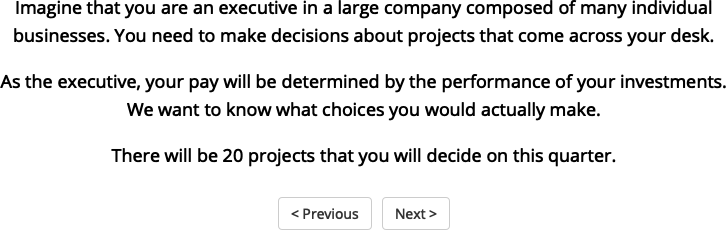 Imagine that you are an executive in a large company composed of many individual
businesses. You need to make decisions about projects that come across your desk.
As the executive, your pay will be determined by the performance of your investments.
We want to know what choices you would actually make.
There will be 20 projects that you will decide on this quarter.
< Previous Next >